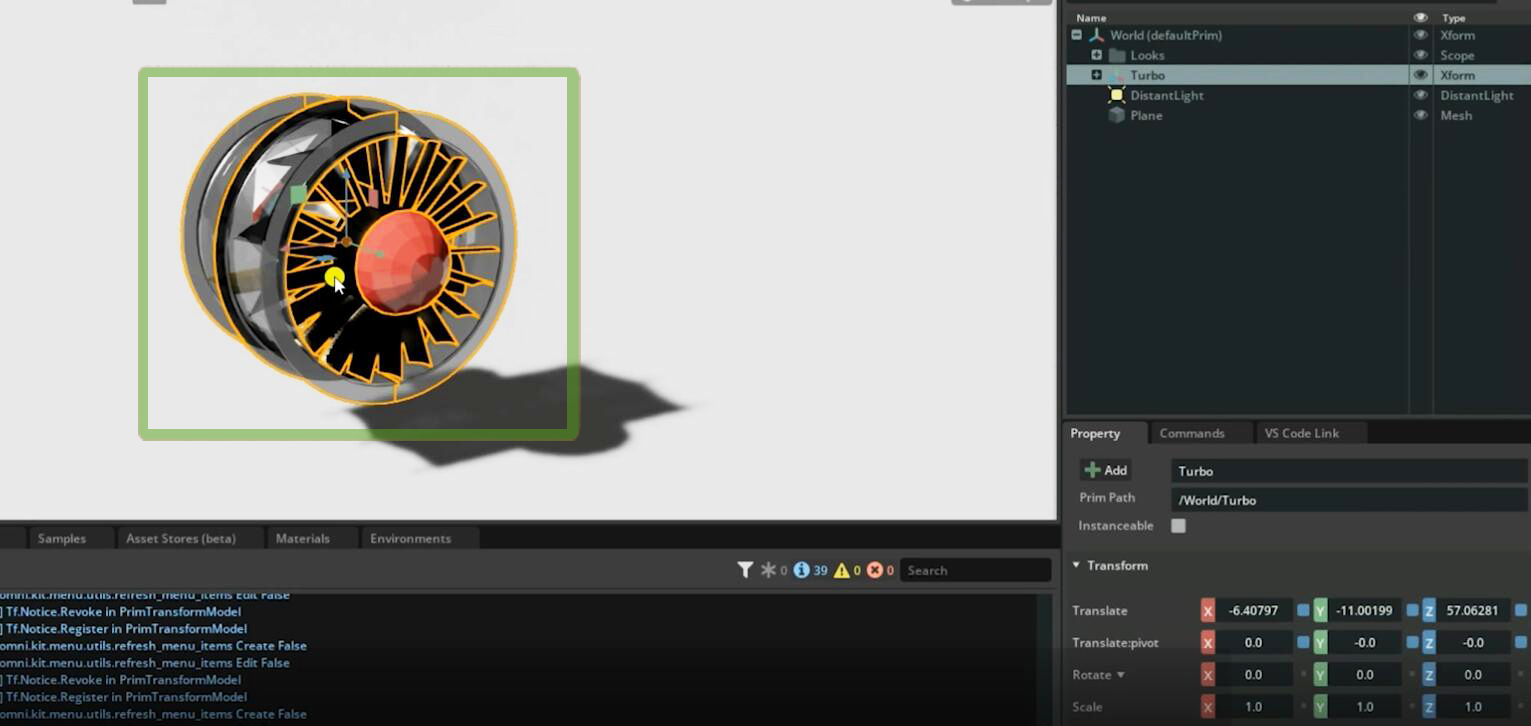 Name Type
World (defaultPrim) Xform
Looks Scope
Turbo Xform
DistantLight DistantLight
Plane Mesh
Property Commands VS Code Link
Add Turbo
Prim Path /World/Turbo
Instanceable
Transform
Translate X -6.40797 Y -11.00199 Z 57.06281
Translate:pivot X 0.0 Y -0.0 Z -0.0
Rotate X 0.0 Y 0.0 Z 0.0
Scale X 1.0 Y 1.0 Z 1.0
Samples Asset Stores (beta) Materials Environments
0 39 0 0 Search
omni.kit.menu.utils.refresh_menu_items Edit False
] Tf.Notice.Revoke in PrimTransformModel
] Tf.Notice.Register in PrimTransformModel
omni.kit.menu.utils.refresh_menu_items Create False
omni.kit.menu.utils.refresh_menu_items Edit False
] Tf.Notice.Revoke in PrimTransformModel
] Tf.Notice.Register in PrimTransformModel
omni.kit.menu.utils.refresh_menu_items Create False